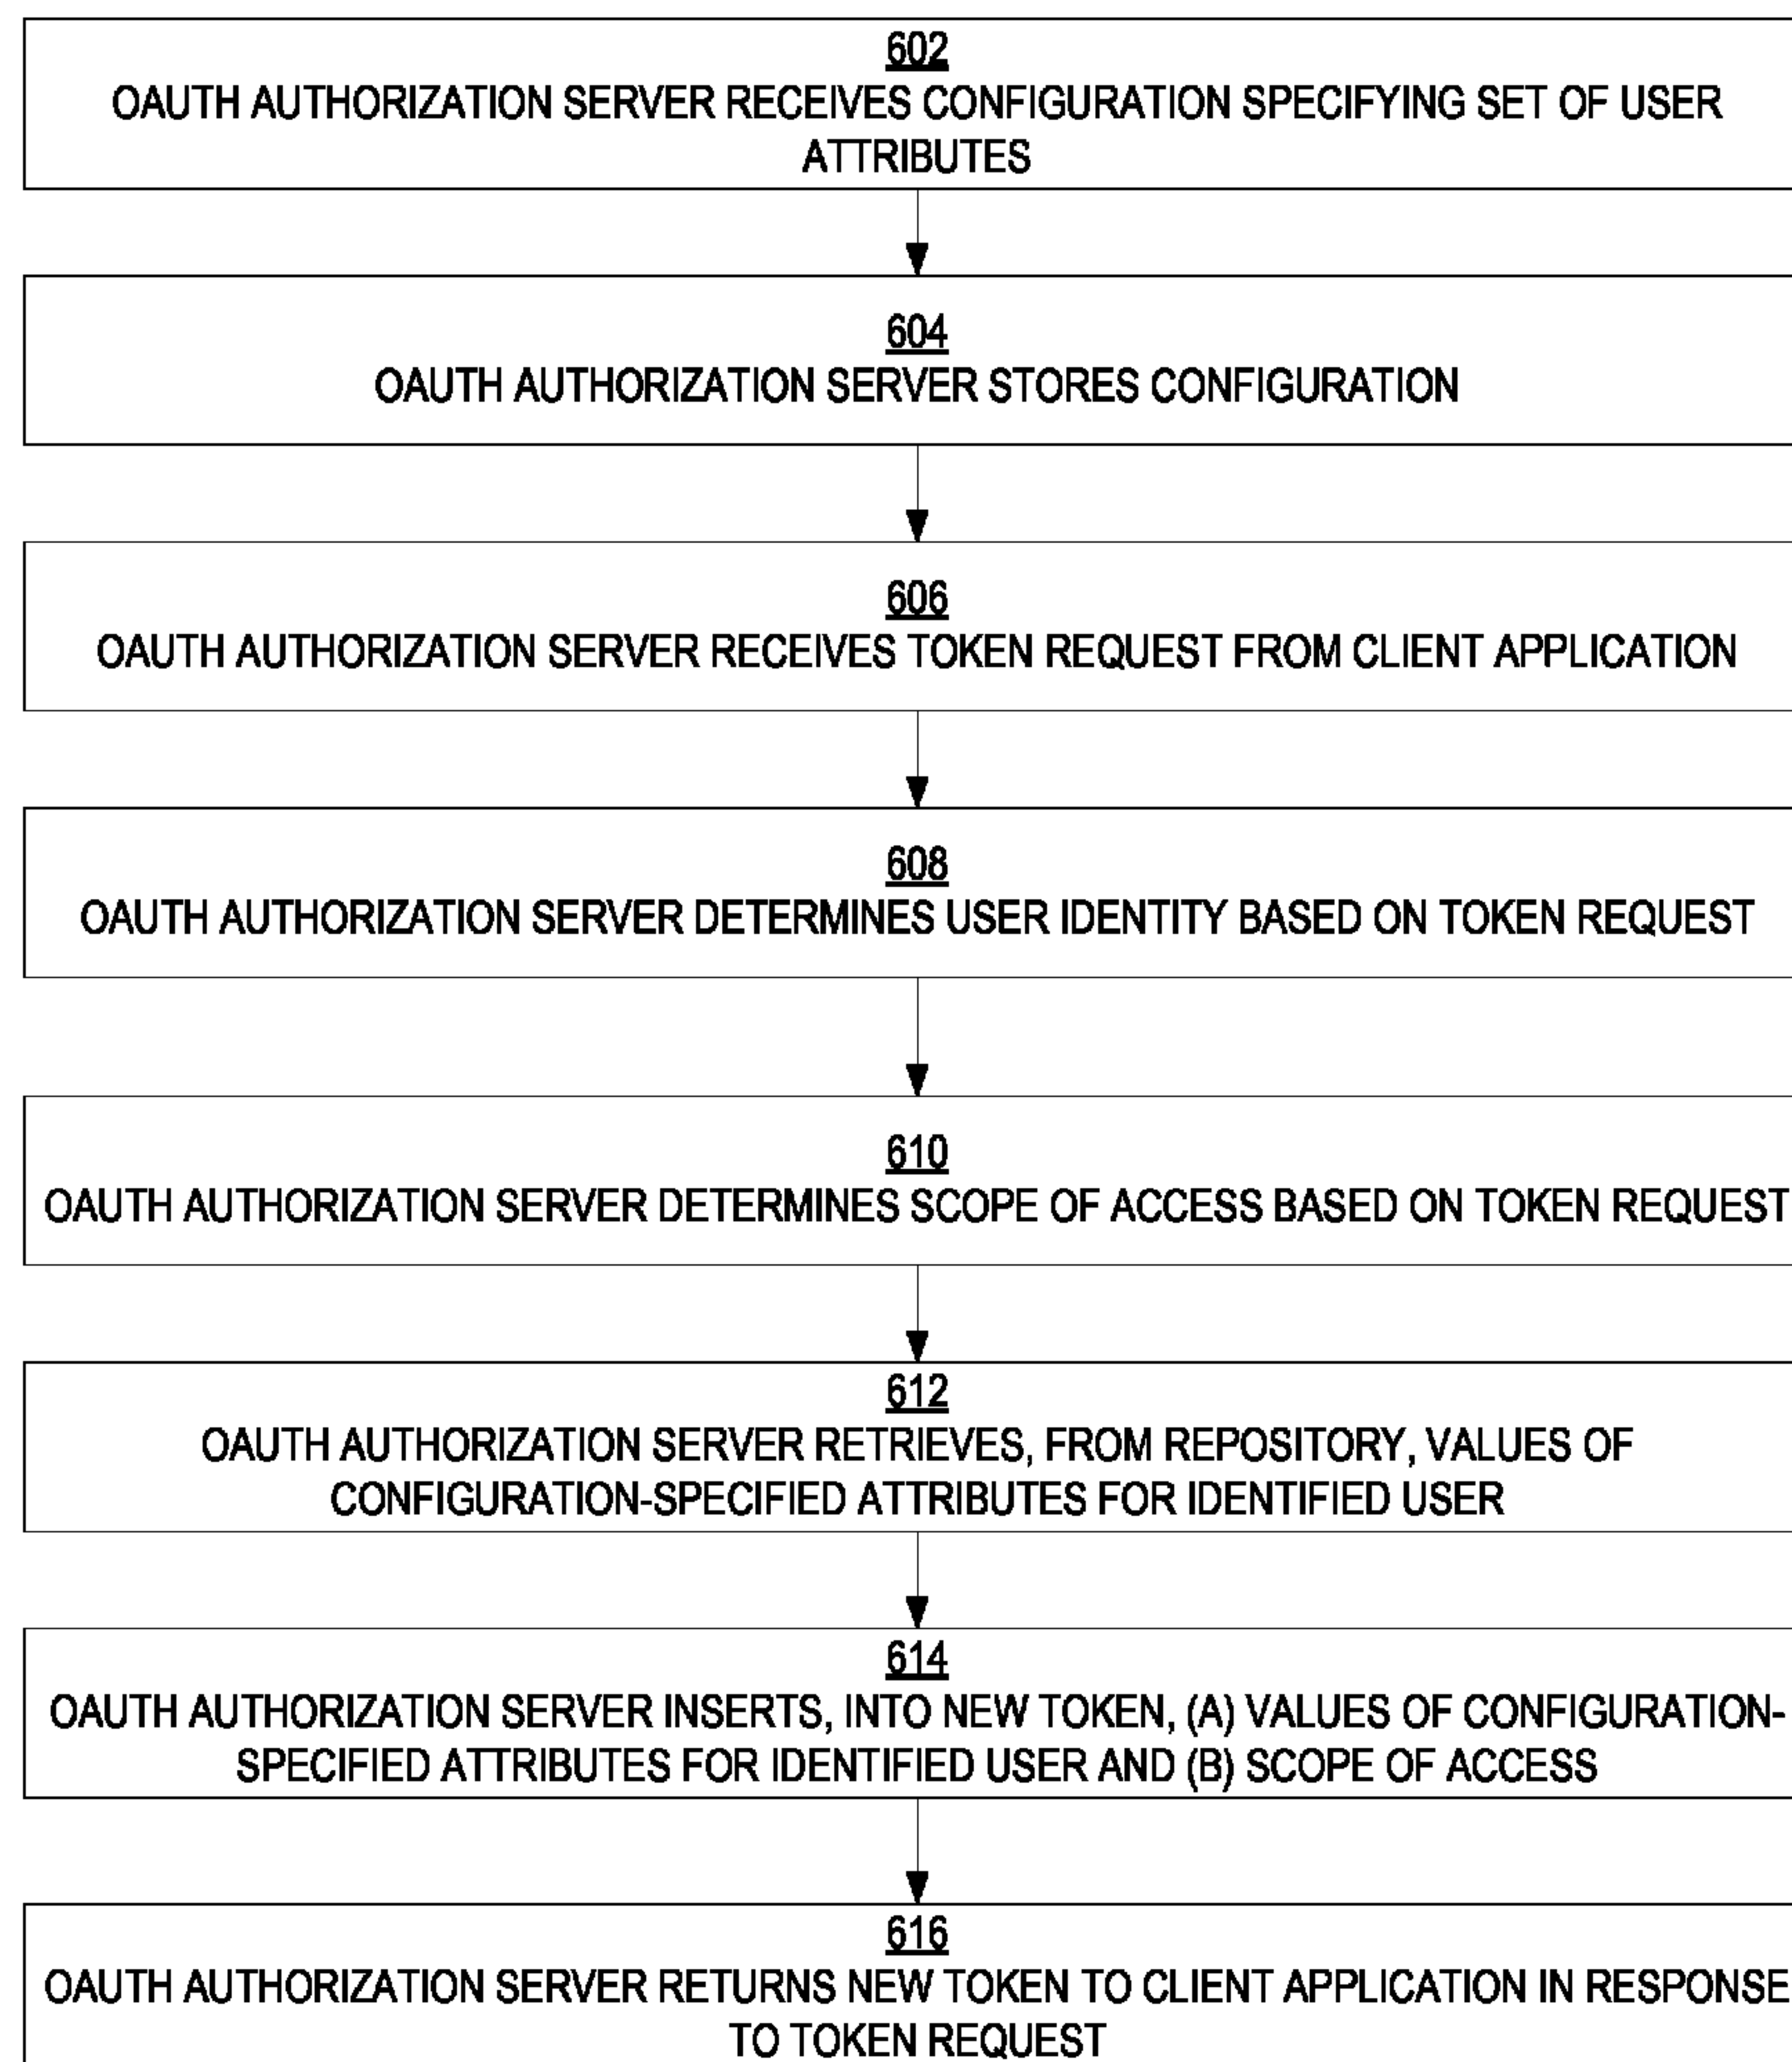 602
OAUTH AUTHORIZATION SERVER RECEIVES CONFIGURATION SPECIFYING SET OF USER
ATTRIBUTES
604
OAUTH AUTHORIZATION SERVER STORES CONFIGURATION
606
OAUTH AUTHORIZATION SERVER RECEIVES TOKEN REQUEST FROM CLIENT APPLICATION
608
OAUTH AUTHORIZATION SERVER DETERMINES USER IDENTITY BASED ON TOKEN REQUEST
610
OAUTH AUTHORIZATION SERVER DETERMINES SCOPE OF ACCESS BASED ON TOKEN REQUEST
612
OAUTH AUTHORIZATION SERVER RETRIEVES, FROM REPOSITORY, VALUES OF
CONFIGURATION-SPECIFIED ATTRIBUTES FOR IDENTIFIED USER
614
OAUTH AUTHORIZATION SERVER INSERTS, INTO NEW TOKEN, (A) VALUES OF CONFIGURATION-
SPECIFIED ATTRIBUTES FOR IDENTIFIED USER AND (B) SCOPE OF ACCESS
616
OAUTH AUTHORIZATION SERVER RETURNS NEW TOKEN TO CLIENT APPLICATION IN RESPONSE
TO TOKEN REQUEST